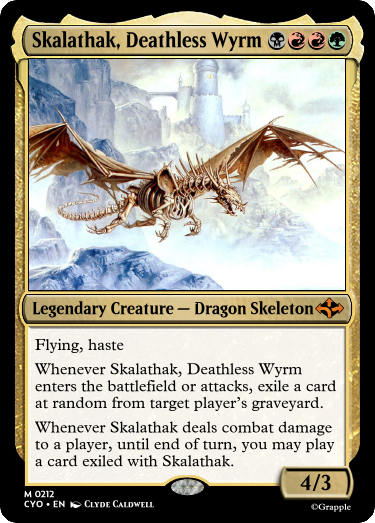 Skalathak, Deathless Wyrm
Legendary Creature — Dragon Skeleton
Flying, haste
Whenever Skalathak, Deathless Wyrm
enters the battlefield or attacks, exile a card
at random from target player's graveyard.
Whenever Skalathak deals combat damage
to a player, until end of turn, you may play
a card exiled with Skalathak.
4/3
M 0212
CYO • EN Clyde Caldwell
©Grapple